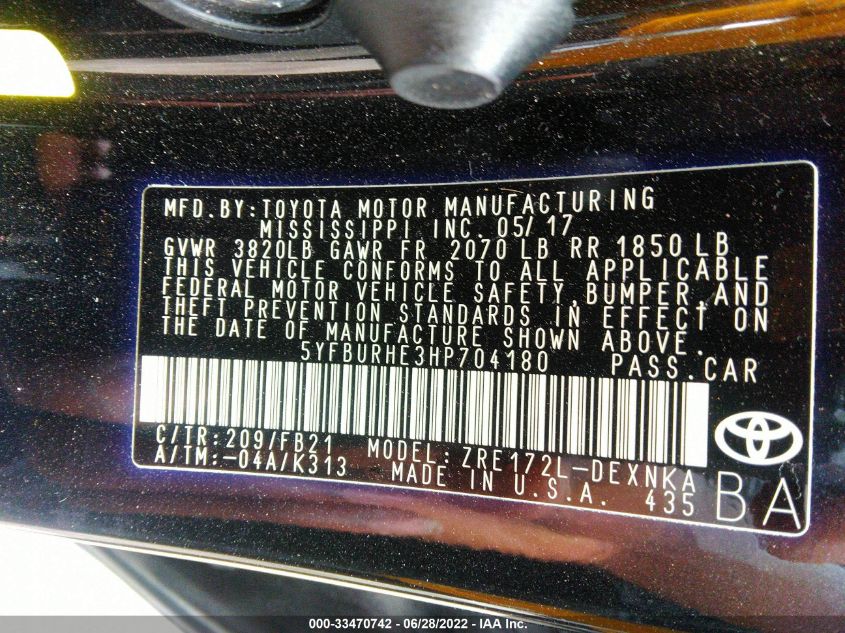 MFD.BY:TOYOTA MOTOR MANUFACTURING
MISSISSIPPI, INC. 05/17
GVWR 3820LB GAWR FR 2070 LB RR 1850 LB
THIS VEHICLE CONFORMS TO ALL APPLICABLE
FEDERAL MOTOR VEHICLE SAFETY,BUMPER,AND
THEFT PREVENTION STANDARDS IN EFFECT ON
THE DATE OF MANUFACTURE SHOWN ABOVE.
5YFBURHE3HP704180 PASS.CAR
C/TR:209/FB21 MODEL:ZRE172L-DEXNKA
A/TM:-04A/K313 MADE IN U.S.A. 435
BA
000-33470742 - 06/28/2022 - IAA Inc.